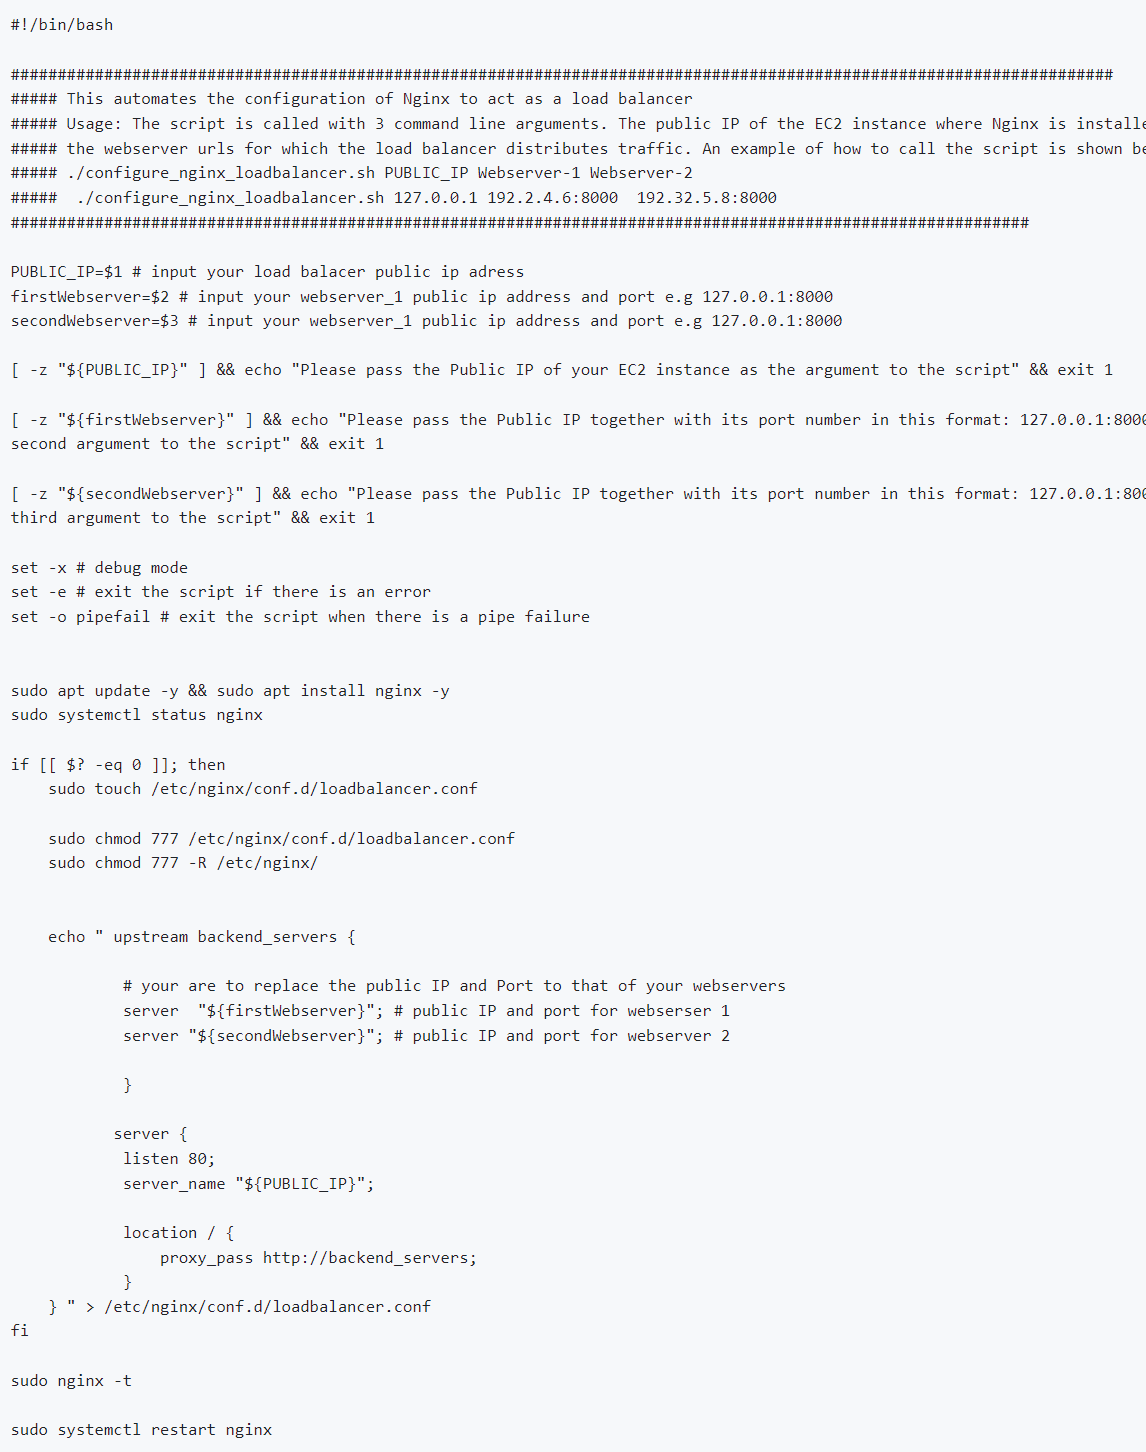 #!/bin/bash
######################################################################################################################
##### This automates the configuration of Nginx to act as a load balancer
##### Usage: The script is called with 3 command line arguments. The public IP of the EC2 instance where Nginx is
##### the webserver urls for which the load balancer distributes traffic. An example of how to call the script is shown
##### ./configure_nginx_loadbalancer.sh PUBLIC_IP Webserver-1 Webserver-2
#####  ./configure_nginx_loadbalancer.sh 127.0.0.1 192.2.4.6:8000  192.32.5.8:8000
#############################################################################################################
PUBLIC_IP=$1 # input your load balacer public ip adress
firstWebserver=$2 # input your webserver_1 public ip address and port e.g 127.0.0.1:8000
secondWebserver=$3 # input your webserver_1 public ip address and port e.g 127.0.0.1:8000
[ -z "${PUBLIC_IP}" ] && echo "Please pass the Public IP of your EC2 instance as the argument to the script" && exit 1
[ -z "${firstWebserver}" ] && echo "Please pass the Public IP together with its port number in this format: 127.0.0.1:8000
second argument to the script" && exit 1
[ -z "${secondWebserver}" ] && echo "Please pass the Public IP together with its port number in this format: 127.0.0.1:800
third argument to the script" && exit 1
set -x # debug mode
set -e # exit the script if there is an error
set -o pipefail # exit the script when there is a pipe failure
sudo apt update -y && sudo apt install nginx -y
sudo systemctl status nginx
if [[ $? -eq 0 ]]; then
    sudo touch /etc/nginx/conf.d/loadbalancer.conf
    sudo chmod 777 /etc/nginx/conf.d/loadbalancer.conf
    sudo chmod 777 -R /etc/nginx/
    echo " upstream backend_servers {
            # your are to replace the public IP and Port to that of your webservers
            server  "${firstWebserver}"; # public IP and port for webserser 1
            server "${secondWebserver}"; # public IP and port for webserver 2
            }
           server {
            listen 80;
            server_name "${PUBLIC_IP}";
            location / {
                proxy_pass http://backend_servers;
            }
    } " > /etc/nginx/conf.d/loadbalancer.conf
fi
sudo nginx -t
sudo systemctl restart nginx